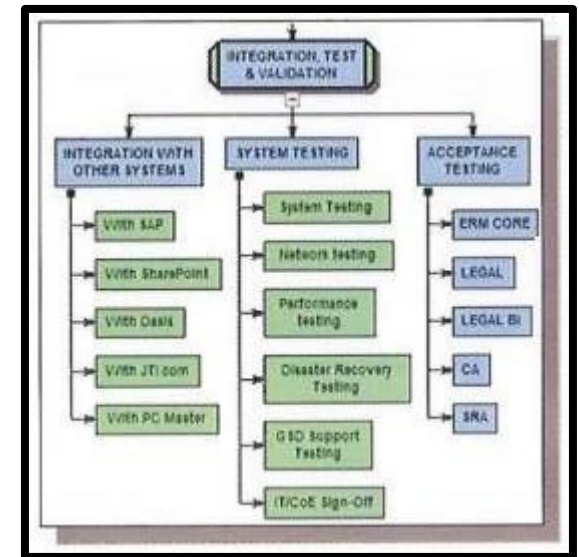 INTEGRATION, TEST
& VALIDATION
INTEGRATION WITH
OTHER SYSTEMS
With SAP
With SharePoint
With Oasis
With JTI com
With PC Master
SYSTEM TESTING
System Testing
Network testing
Performance
testing
Disaster Recovery
Testing
GSD Support
Testing
IT/CoE Sign-Off
ACCEPTANCE
TESTING
ERM CORE
LEGAL
LEGAL BI
CA
SRA